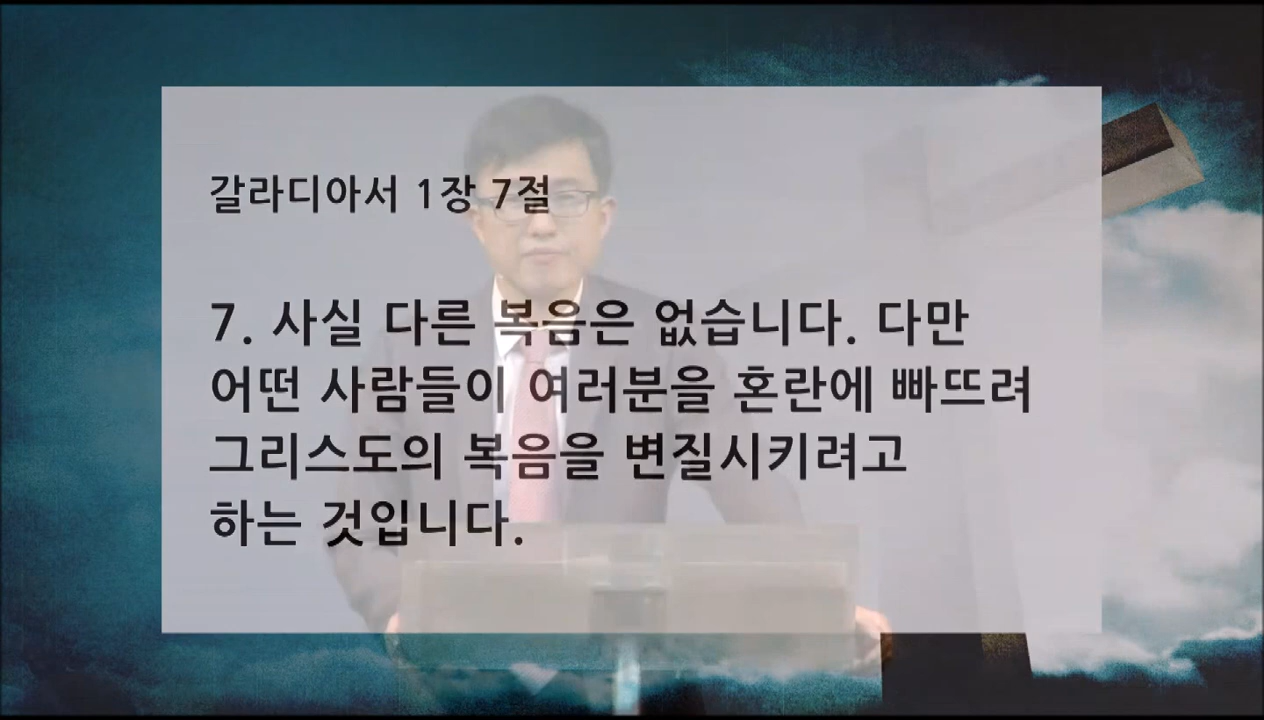 갈라디아서 1장 7절
7. 사실 다른 복음은 없습니다. 다만
어떤 사람들이 여러분을 혼란에 빠뜨려
그리스도의 복음을 변질시키려고
하는 것입니다.